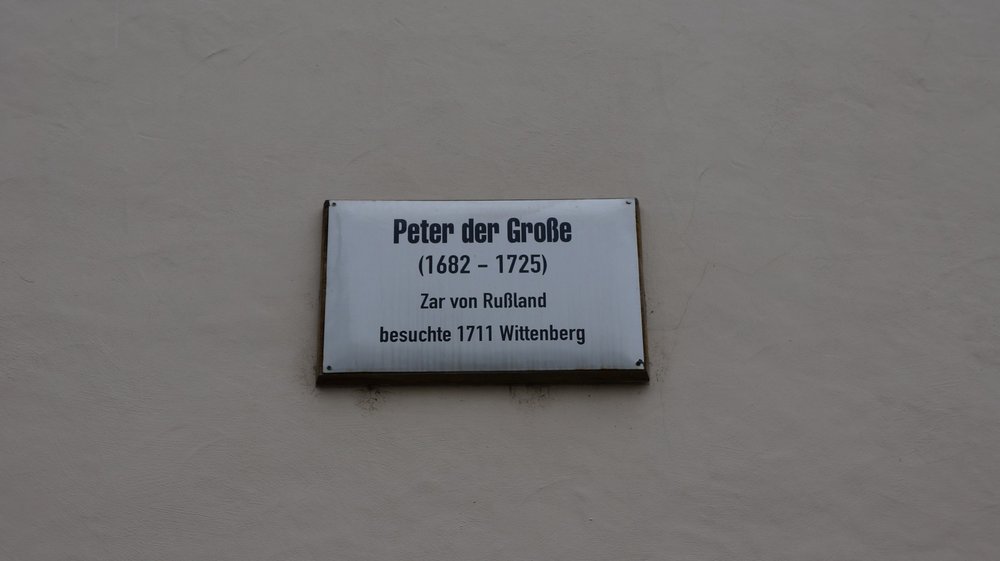 Peter der Große
(1682 – 1725)
Zar von Rußland
besuchte 1711 Wittenberg